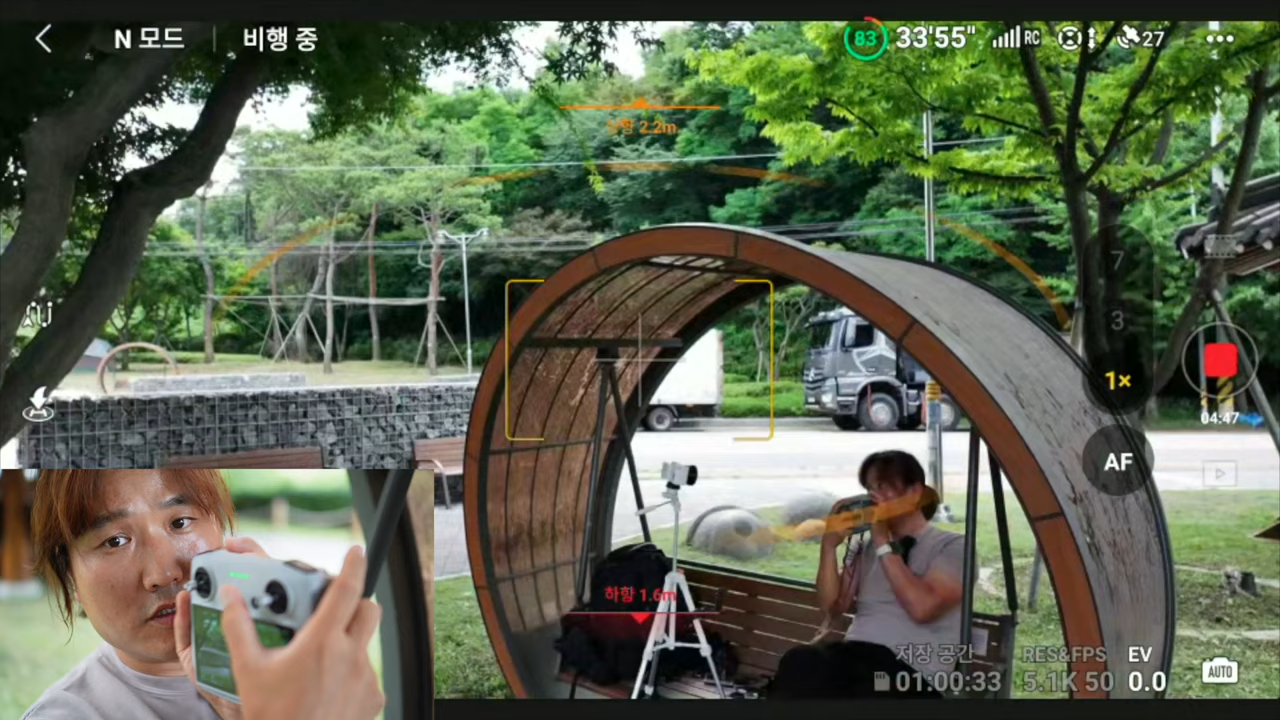 N 모드 | 비행 중
83 33'55" RC 27
상향 2.2m
7
3
1×
04:47
AF
하향 1.6m
저장 공간 RES&FPS EV
01:00:33 5.1K 50 0.0
AUTO